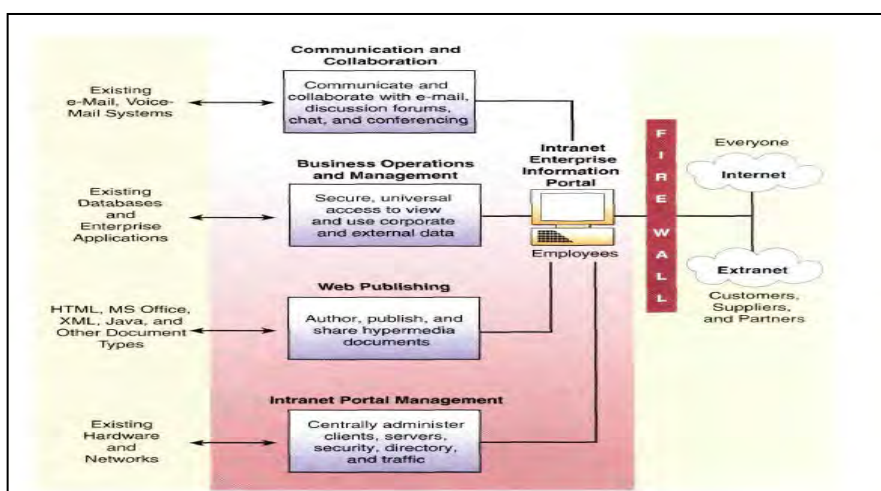 Communication and
Collaboration
Existing
e-Mail, Voice-
Mail Systems
Communicate and
collaborate with e-mail,
discussion forums,
chat, and conferencing
Business Operations
and Management
Existing
Databases
and
Enterprise
Applications
Secure, universal
access to view
and use corporate
and external data
Web Publishing
HTML, MS Office,
XML, Java, and
Other Document
Types
Author, publish, and
share hypermedia
documents
Intranet Portal Management
Existing
Hardware
and
Networks
Centrally administer
clients, servers,
security, directory,
and traffic
Intranet
Enterprise
Information
Portal
Employees
FIRE WALL
Everyone
Internet
Extranet
Customers,
Suppliers,
and Partners